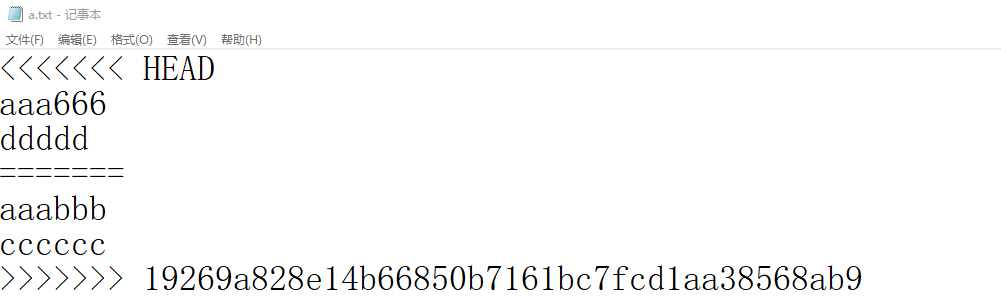 a.txt - 记事本
文件(F) 编辑(E) 格式(O) 查看(V) 帮助(H)
<<<<<<< HEAD
aaa666
ddddd
=======
aaabbb
cccccc
>>>>>>> 19269a828e14b66850b7161bc7fcd1aa38568ab9